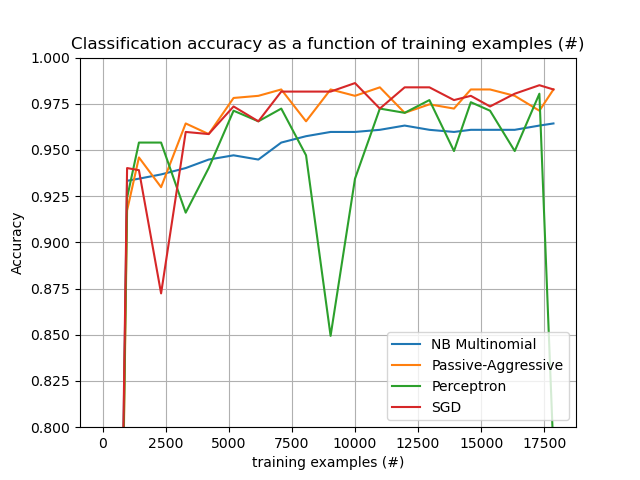 Classification accuracy as a function of training examples (#)
1.000
0.975
0.950
0.925
0.900
0.875
0.850
0.825
0.800
Accuracy
NB Multinomial
Passive-Aggressive
Perceptron
SGD
0 2500 5000 7500 10000 12500 15000 17500
training examples (#)